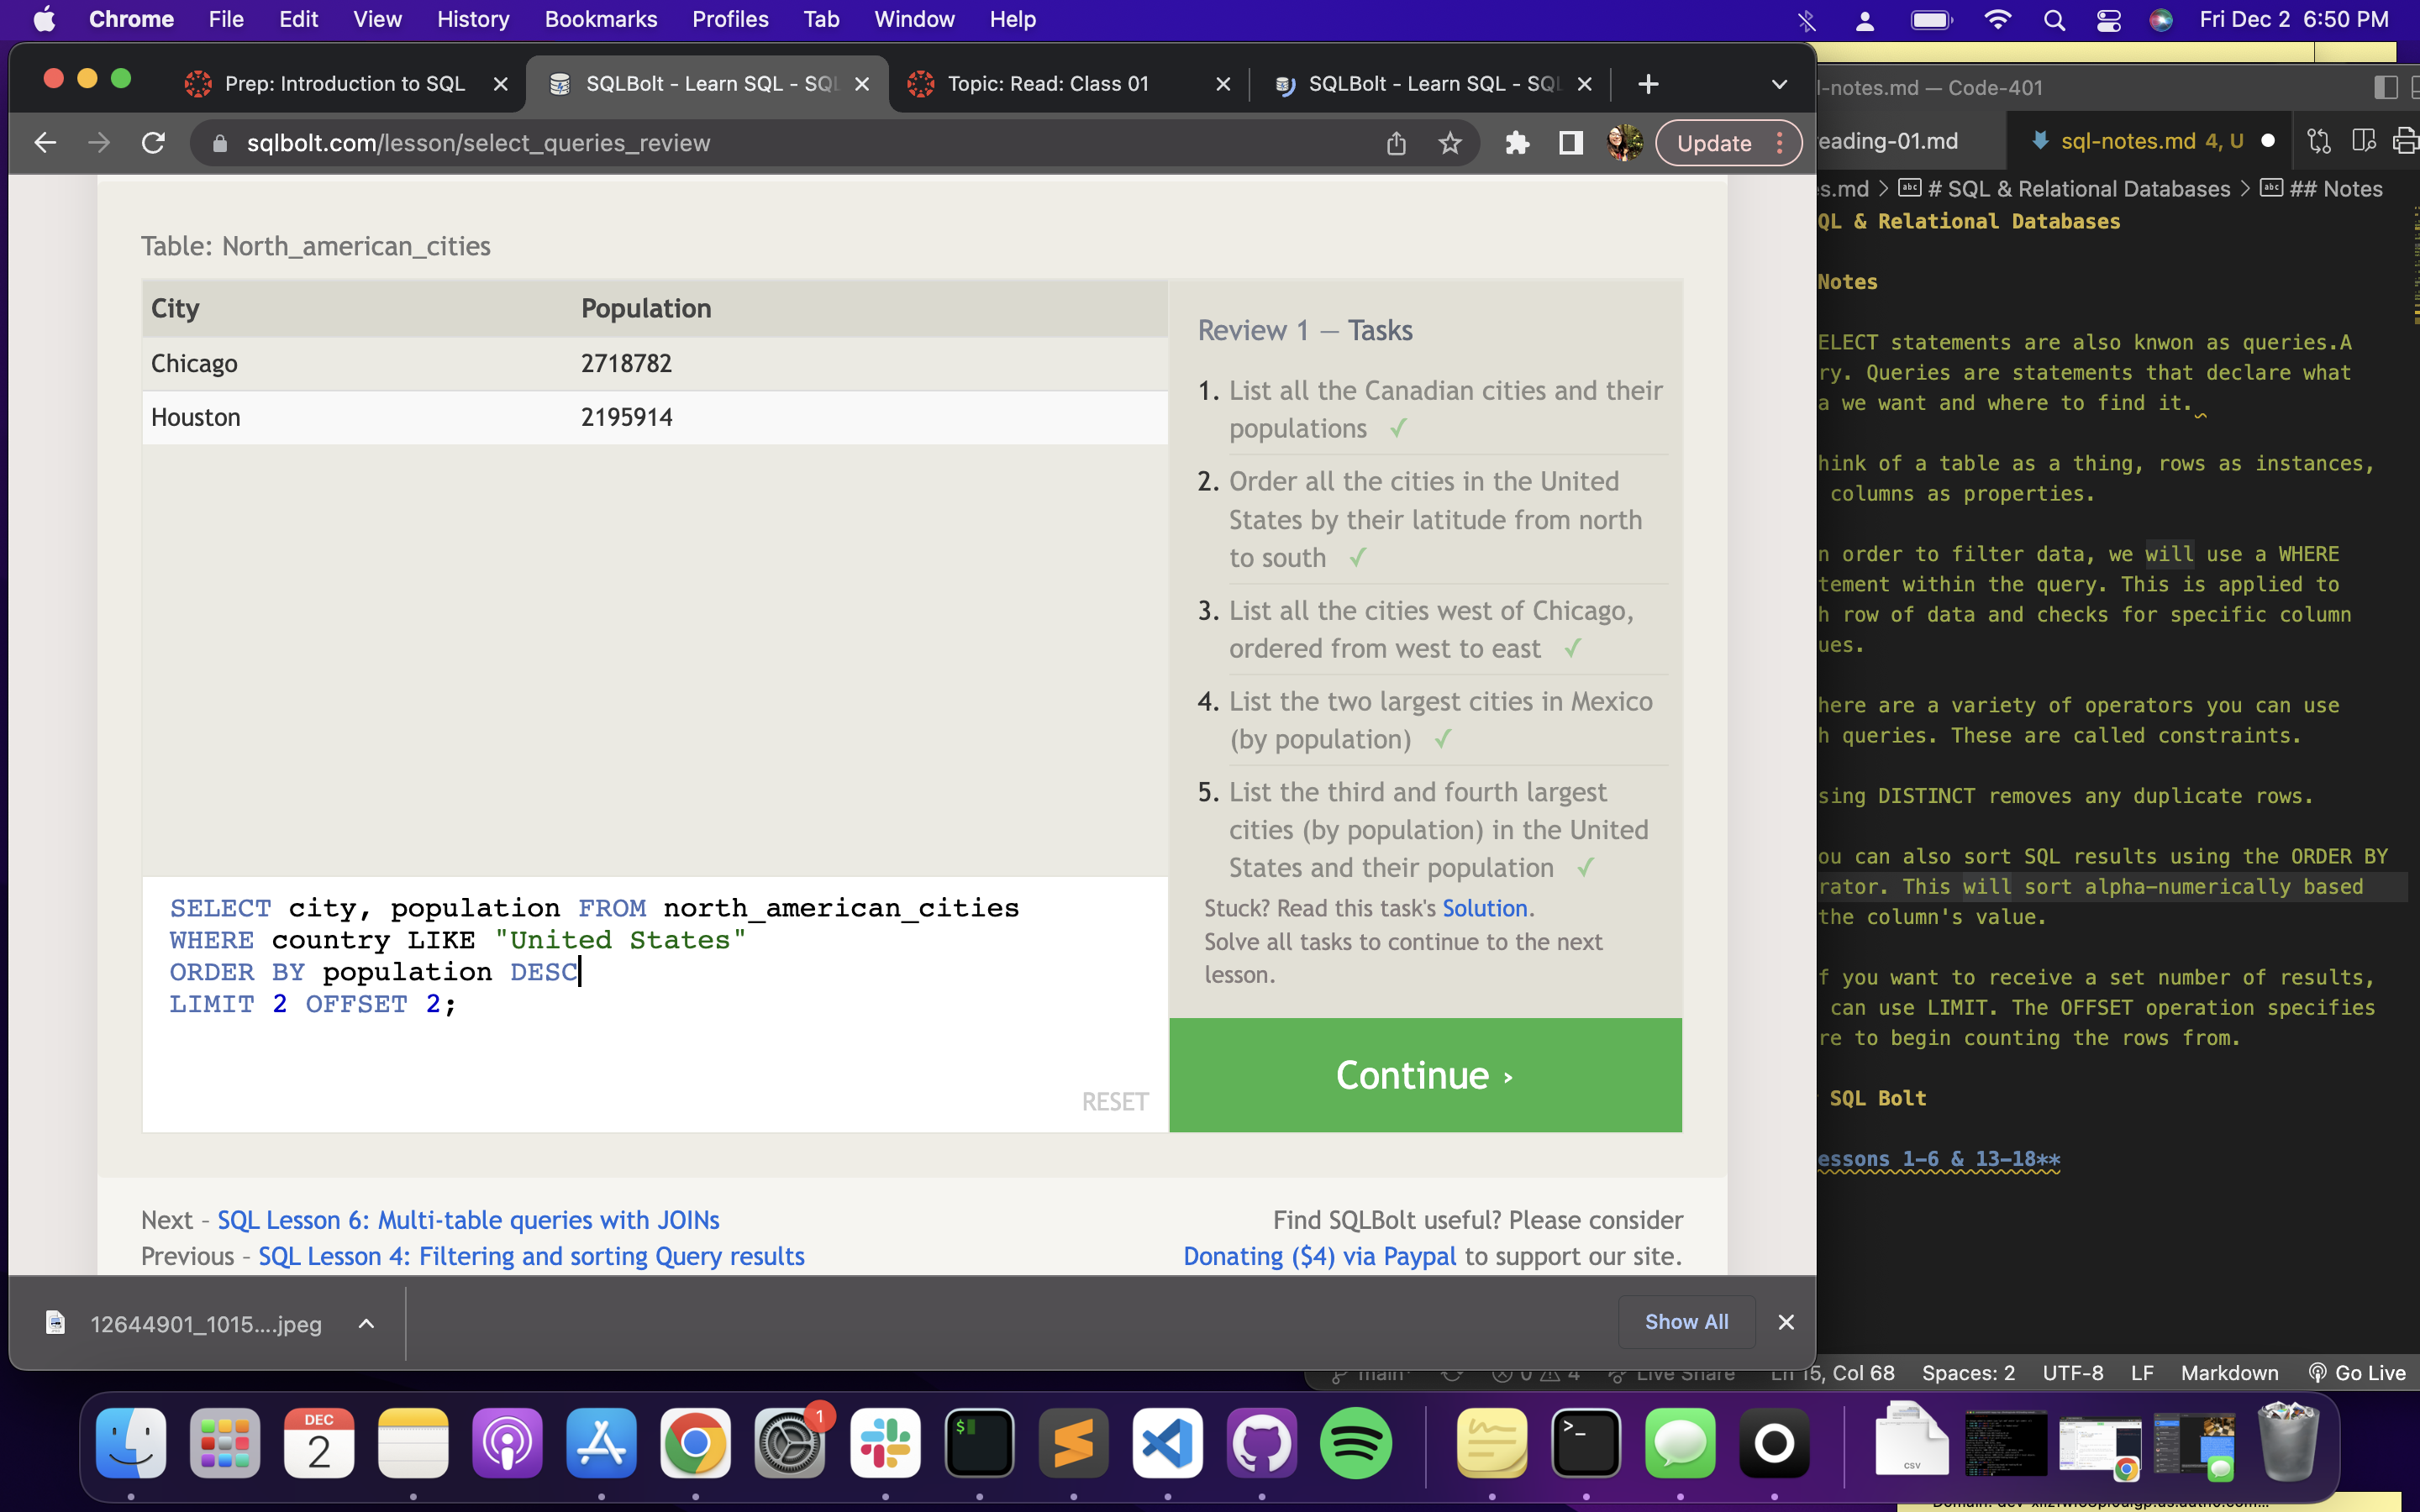 Chrome File Edit View History Bookmarks Profiles Tab Window Help
Fri Dec 2 6:50 PM
Prep: Introduction to SQL
SQLBolt - Learn SQL - SQL
Topic: Read: Class 01
SQLBolt - Learn SQL - SQL
sqlbolt.com/lesson/select_queries_review
Update
Table: North_american_cities
City Population
Chicago 2718782
Houston 2195914
Review 1 — Tasks
1. List all the Canadian cities and their
populations ✓
2. Order all the cities in the United
States by their latitude from north
to south ✓
3. List all the cities west of Chicago,
ordered from west to east ✓
4. List the two largest cities in Mexico
(by population) ✓
5. List the third and fourth largest
cities (by population) in the United
States and their population ✓
Stuck? Read this task's Solution.
Solve all tasks to continue to the next
lesson.
Continue ›
SELECT city, population FROM north_american_cities
WHERE country LIKE "United States"
ORDER BY population DESC
LIMIT 2 OFFSET 2;
RESET
Next – SQL Lesson 6: Multi-table queries with JOINs
Previous – SQL Lesson 4: Filtering and sorting Query results
Find SQLBolt useful? Please consider
Donating ($4) via Paypal to support our site.
12644901_1015....jpeg
Show All
l-notes.md — Code-401
eading-01.md
sql-notes.md 4, U
s.md > # SQL & Relational Databases > ## Notes
QL & Relational Databases
Notes
ELECT statements are also knwon as queries.A
ry. Queries are statements that declare what
a we want and where to find it.
hink of a table as a thing, rows as instances,
columns as properties.
n order to filter data, we will use a WHERE
tement within the query. This is applied to
h row of data and checks for specific column
ues.
here are a variety of operators you can use
h queries. These are called constraints.
sing DISTINCT removes any duplicate rows.
ou can also sort SQL results using the ORDER BY
rator. This will sort alpha-numerically based
the column's value.
f you want to receive a set number of results,
can use LIMIT. The OFFSET operation specifies
re to begin counting the rows from.
SQL Bolt
essons 1-6 & 13-18**
main* 0 4 Live Share Ln 15, Col 68 Spaces: 2 UTF-8 LF Markdown Go Live
DEC
2
1
$
>_
CSV